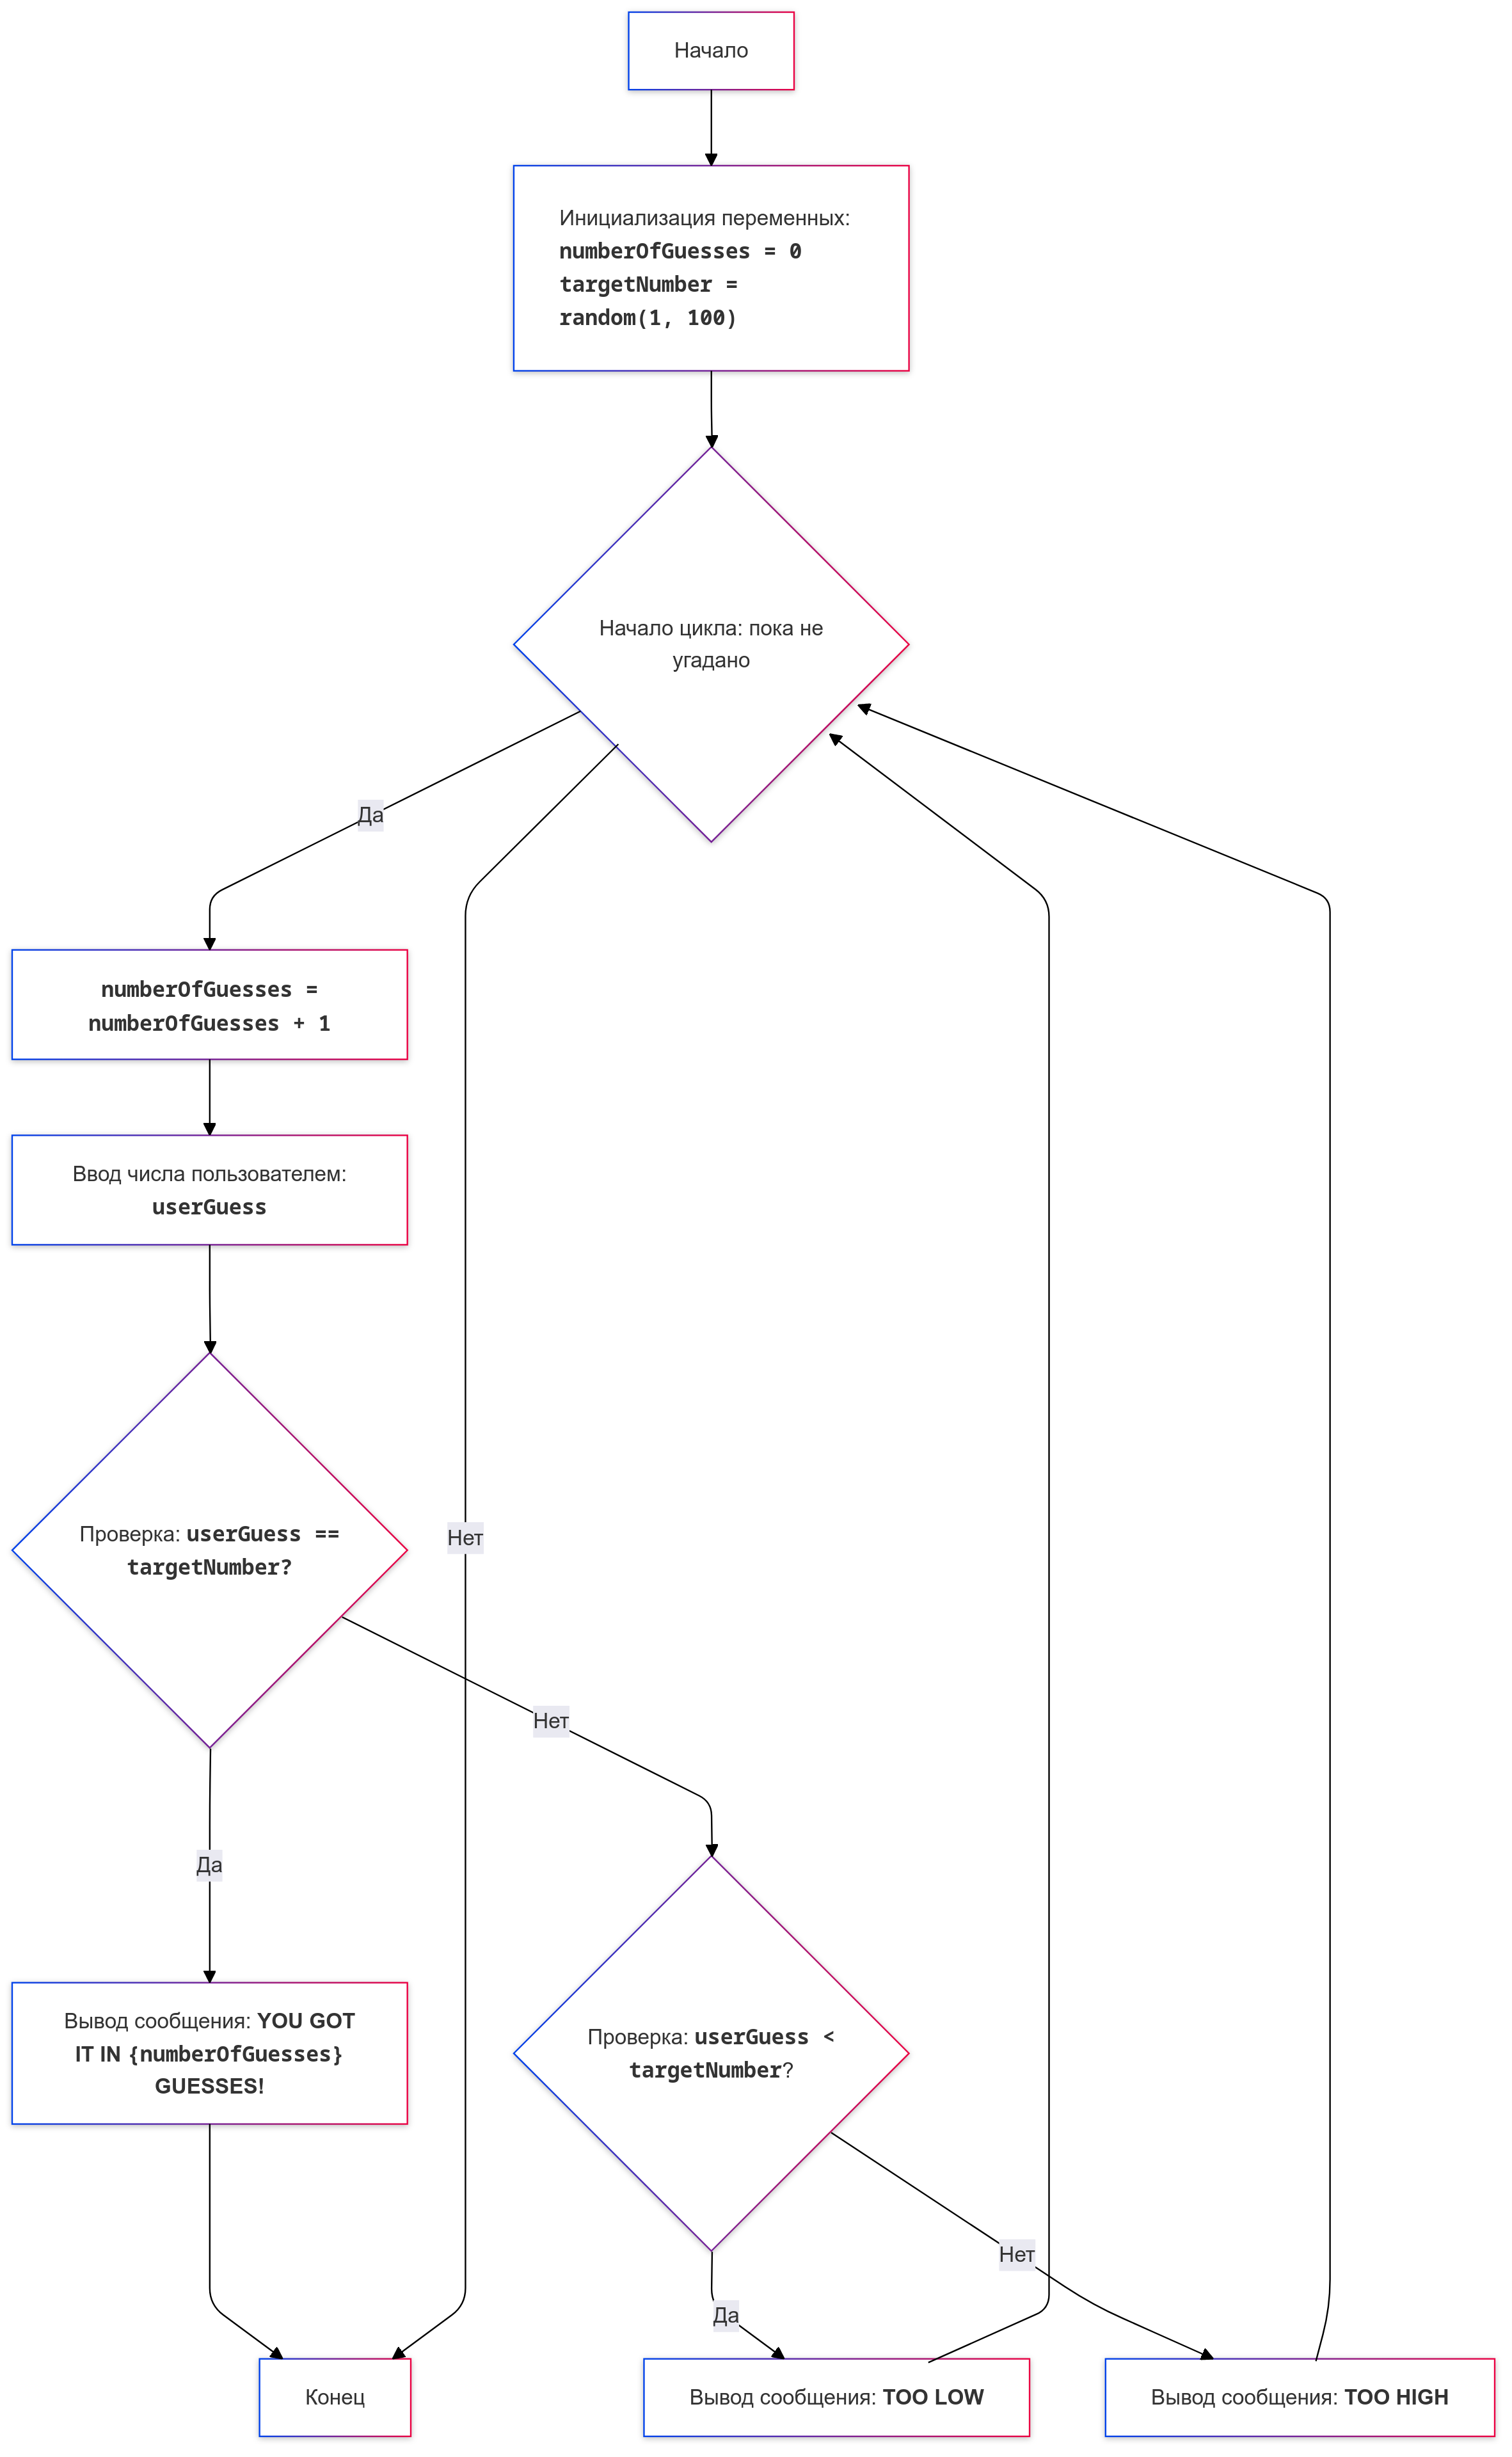 Начало
Инициализация переменных:
numberOfGuesses = 0
targetNumber =
random(1, 100)
Начало цикла: пока не
угадано
Да
numberOfGuesses =
numberOfGuesses + 1
Ввод числа пользователем:
userGuess
Проверка: userGuess ==
targetNumber?
Нет
Нет
Да
Вывод сообщения: YOU GOT
IT IN {numberOfGuesses}
GUESSES!
Проверка: userGuess <
targetNumber?
Нет
Да
Конец
Вывод сообщения: TOO LOW
Вывод сообщения: TOO HIGH